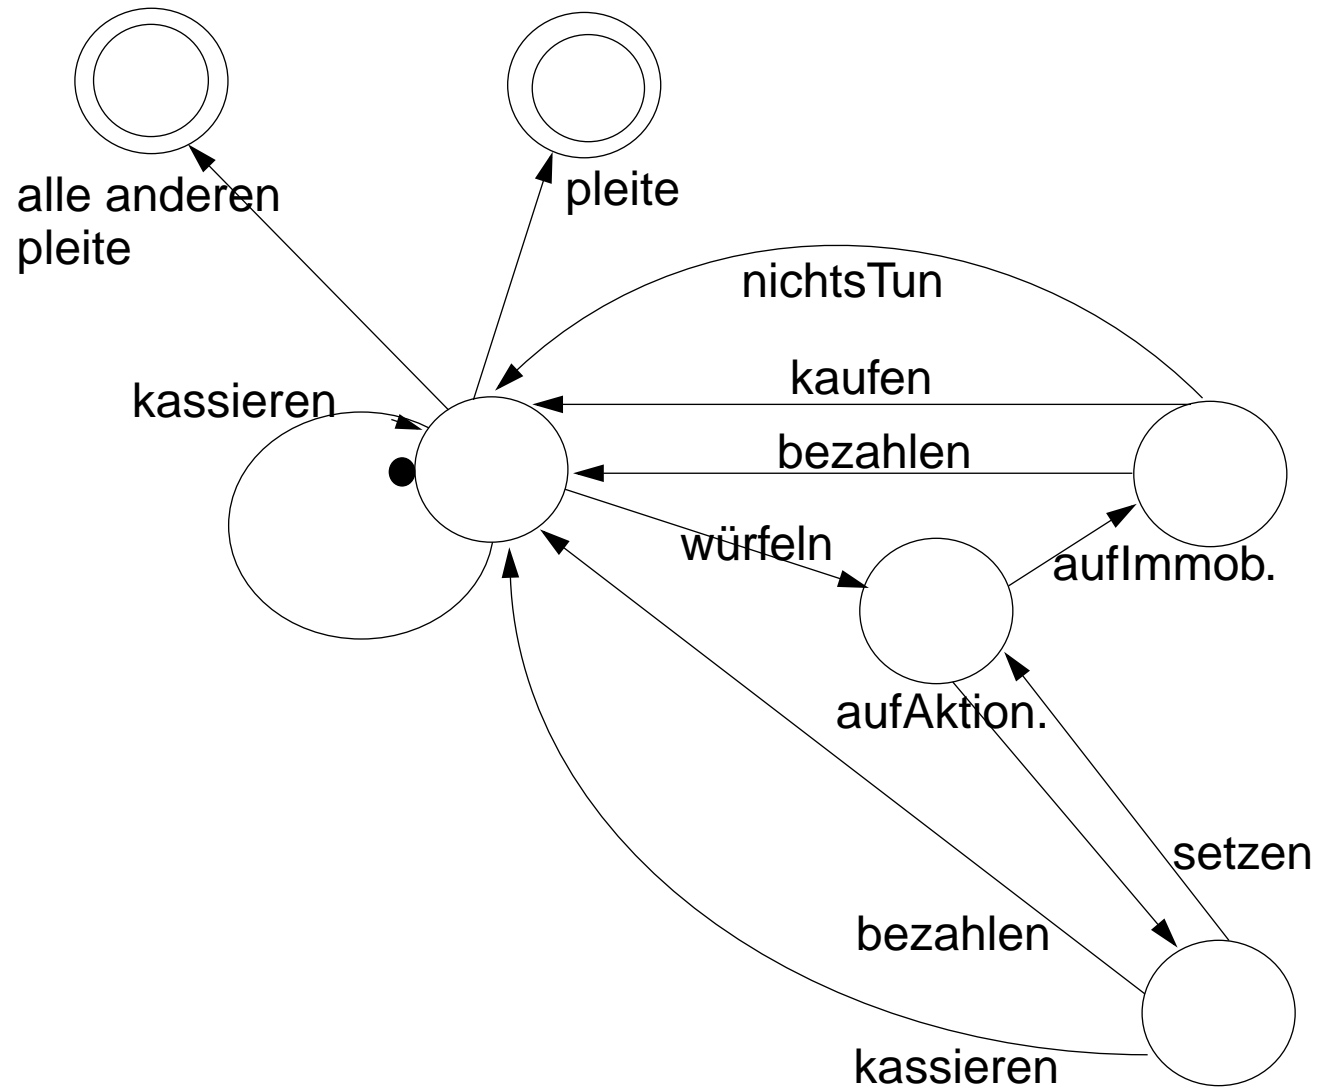 alle anderen
pleite
pleite
nichtsTun
kaufen
kassieren
bezahlen
würfeln
aufImmob.
aufAktion.
setzen
bezahlen
kassieren